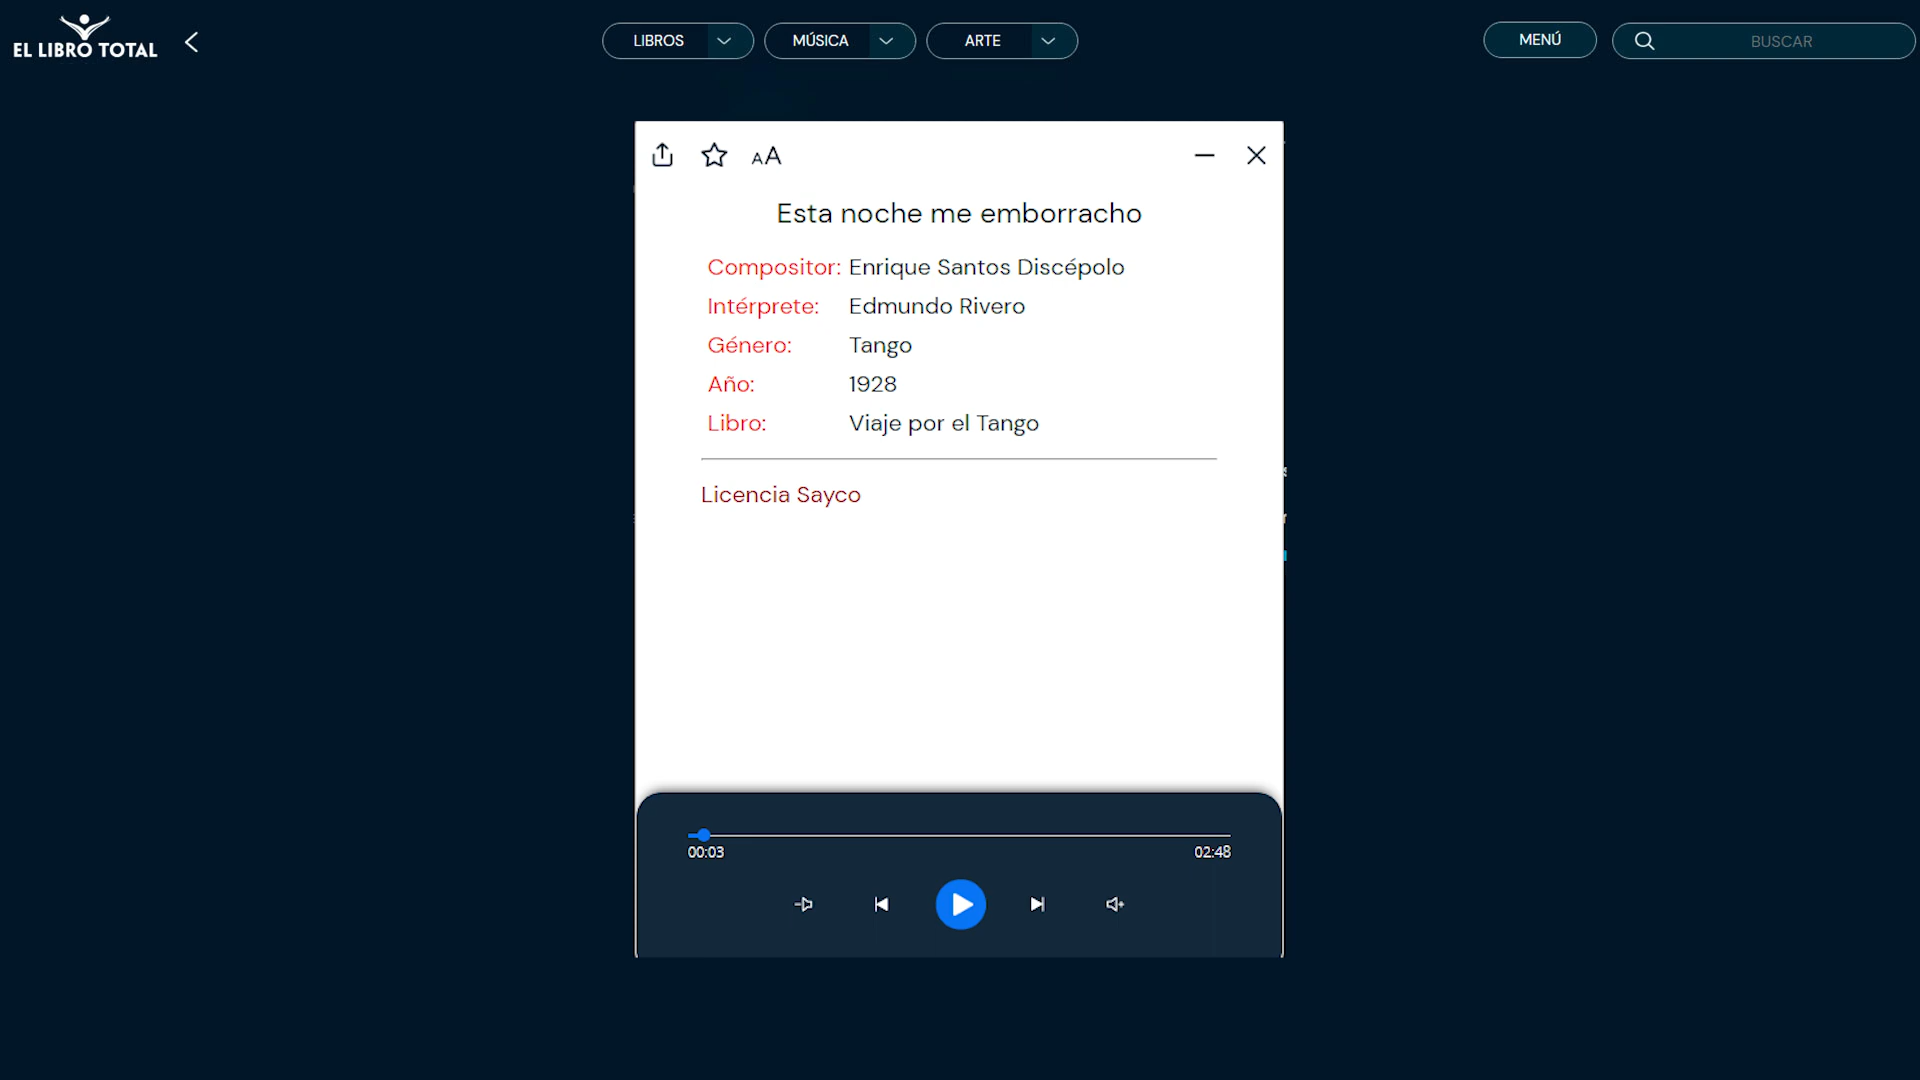 EL LIBRO TOTAL
LIBROS
MÚSICA
ARTE
MENÚ
BUSCAR
AA
Esta noche me emborracho
Compositor: Enrique Santos Discépolo
Intérprete: Edmundo Rivero
Género: Tango
Año: 1928
Libro: Viaje por el Tango
Licencia Sayco
00:03
02:48